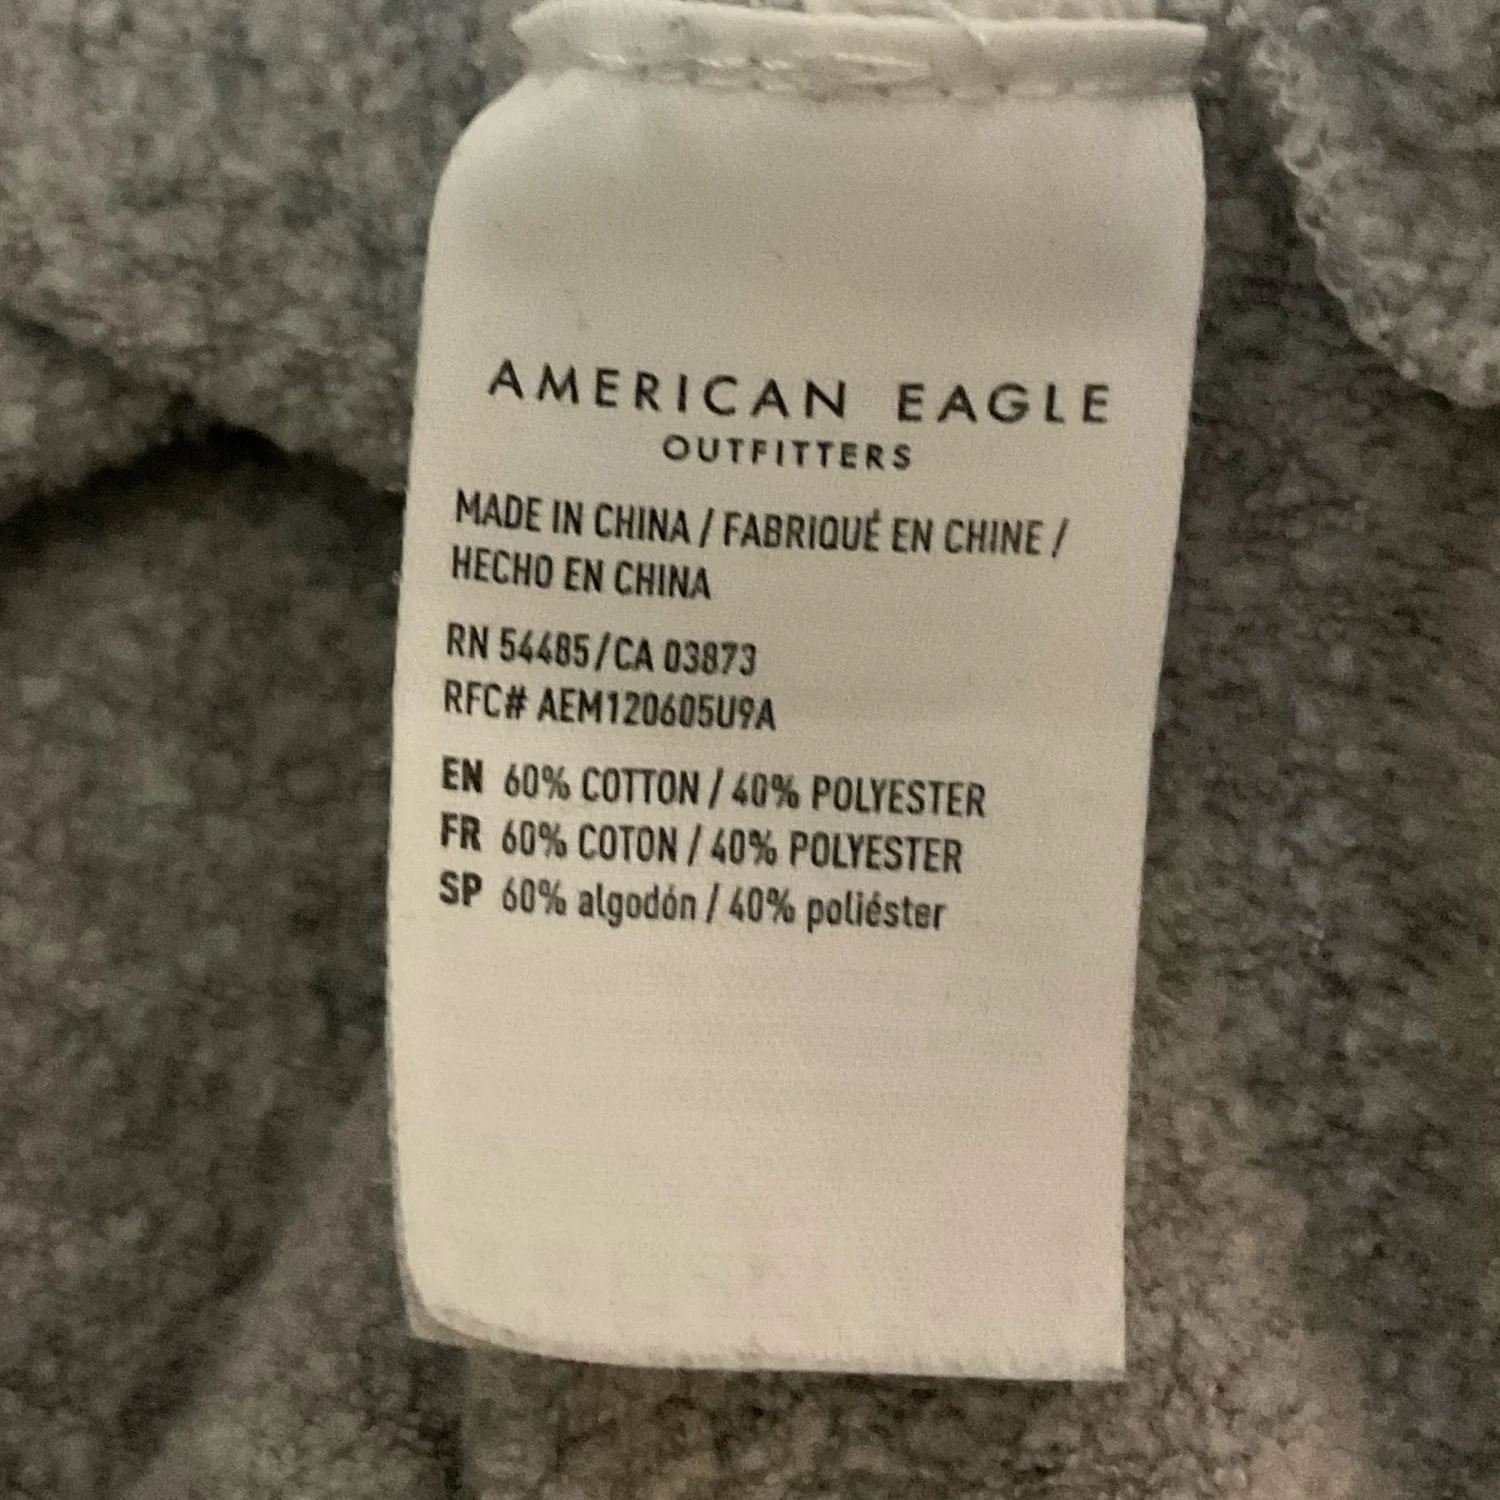 AMERICAN EAGLE
OUTFITTERS
MADE IN CHINA / FABRIQUÉ EN CHINE /
HECHO EN CHINA
RN 54485/CA 03873
RFC# AEM120605U9A
EN 60% COTTON / 40% POLYESTER
FR 60% COTON / 40% POLYESTER
SP 60% algodón / 40% poliéster